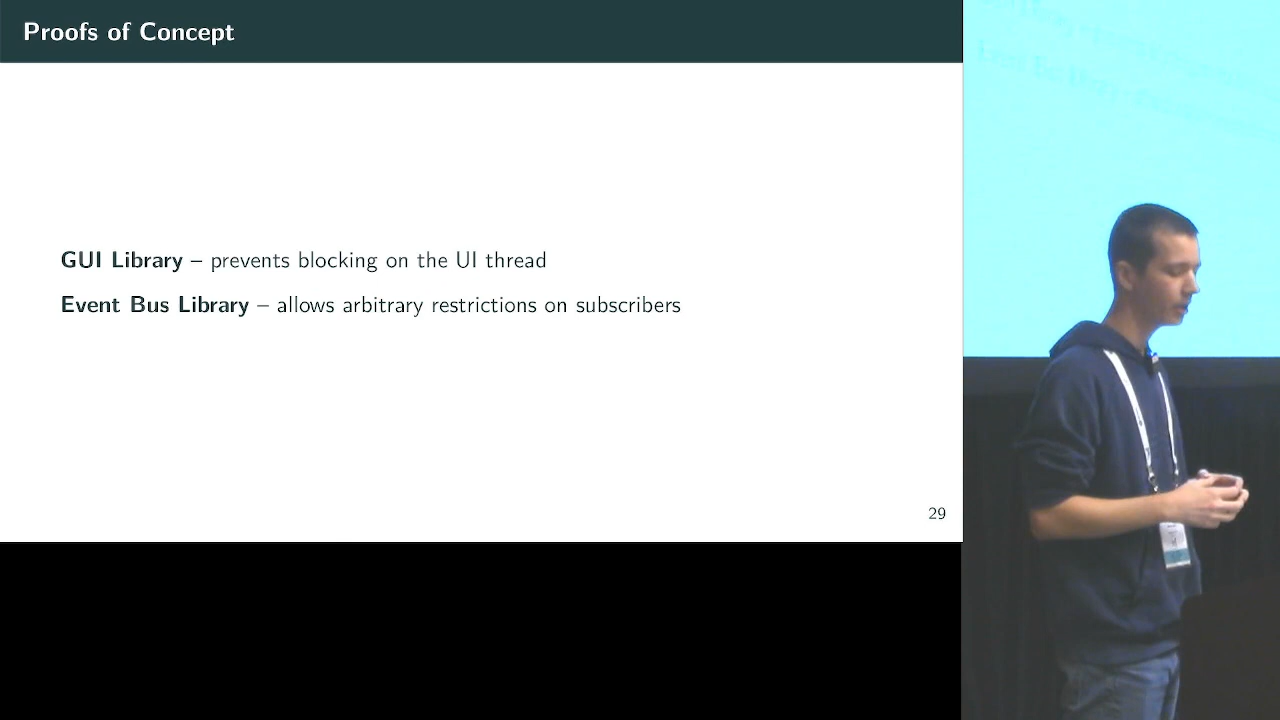 Proofs of Concept
GUI Library – prevents blocking on the UI thread
Event Bus Library – allows arbitrary restrictions on subscribers
29